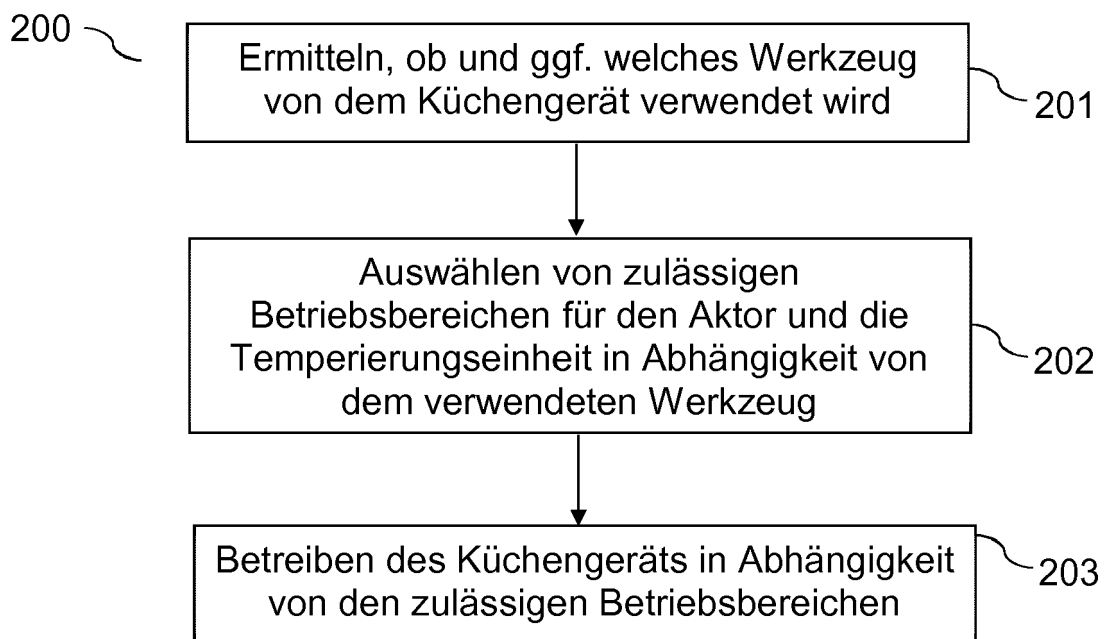 200
Ermitteln, ob und ggf. welches Werkzeug
von dem Küchengerät verwendet wird
201
Auswählen von zulässigen
Betriebsbereichen für den Aktor und die
Temperierungseinheit in Abhängigkeit von
dem verwendeten Werkzeug
202
Betreiben des Küchengeräts in Abhängigkeit
von den zulässigen Betriebsbereichen
203